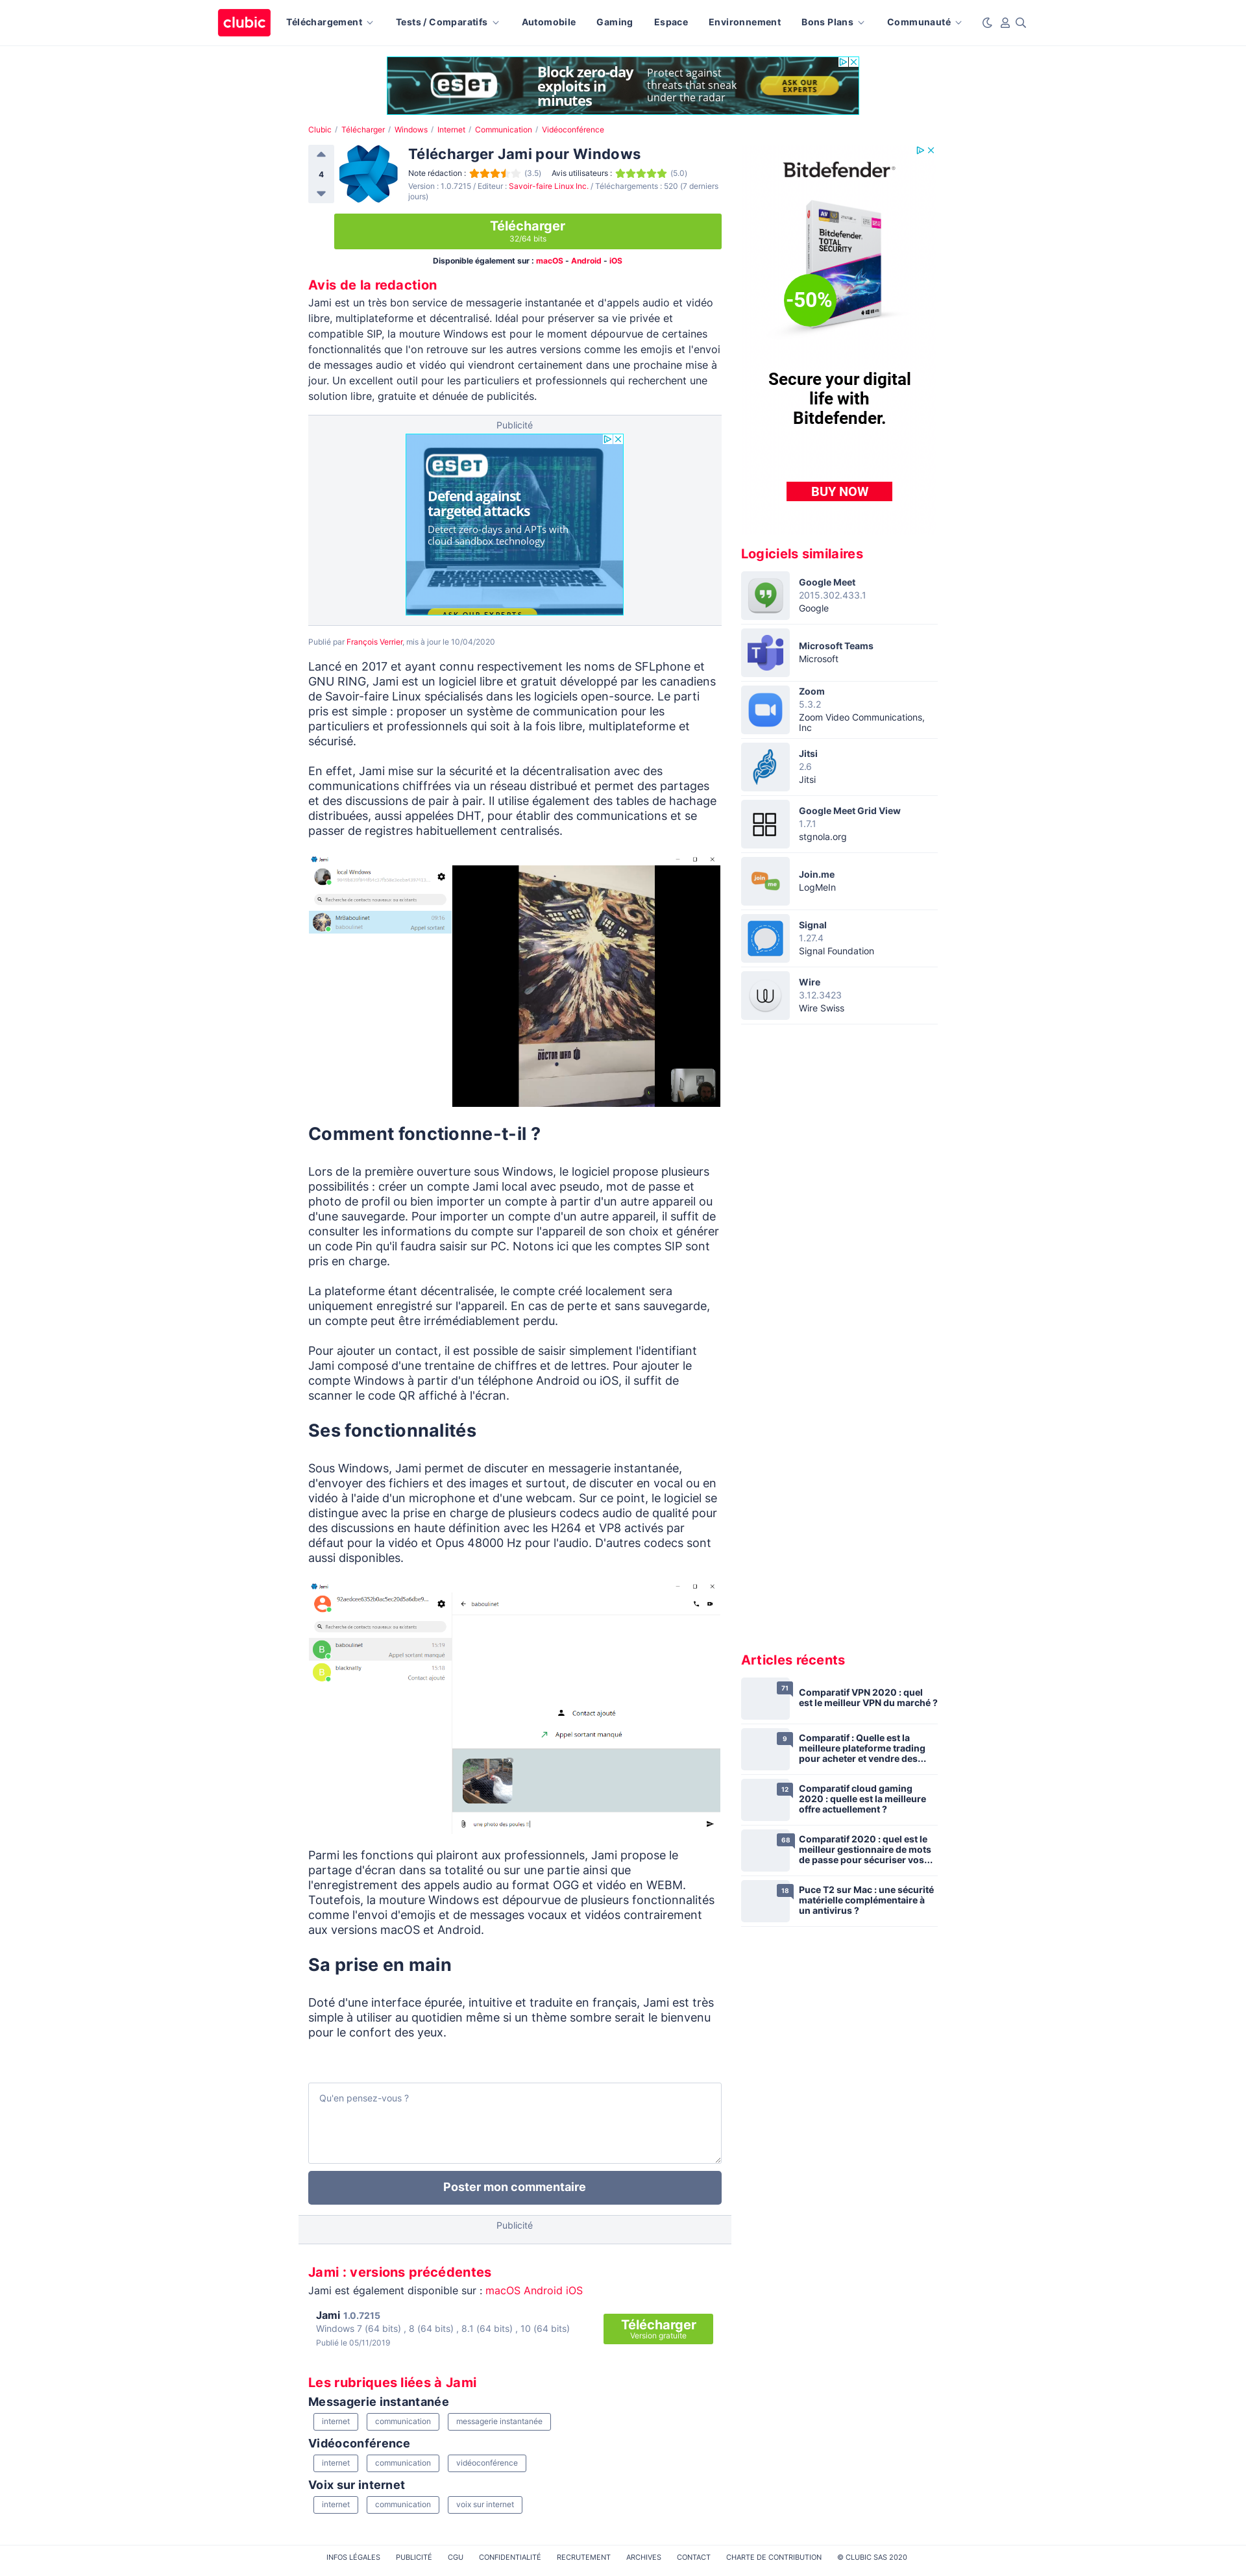 clubic
Téléchargement
Tests / Comparatifs
Automobile
Gaming
Espace
Environnement
Bons Plans
Communauté
eset
Block zero-day
exploits in
minutes
Protect against
threats that sneak
under the radar
ASK OUR
EXPERTS
Clubic / Télécharger / Windows / Internet / Communication / Vidéoconférence
4
Télécharger Jami pour Windows
Note rédaction : (3.5) Avis utilisateurs : (5.0)
Version : 1.0.7215 / Editeur : Savoir-faire Linux Inc. / Téléchargements : 520 (7 derniers
jours)
Télécharger
32/64 bits
Disponible également sur : macOS - Android - iOS
Avis de la redaction
Jami est un très bon service de messagerie instantanée et d'appels audio et vidéo
libre, multiplateforme et décentralisé. Idéal pour préserver sa vie privée et
compatible SIP, la mouture Windows est pour le moment dépourvue de certaines
fonctionnalités que l'on retrouve sur les autres versions comme les emojis et l'envoi
de messages audio et vidéo qui viendront certainement dans une prochaine mise à
jour. Un excellent outil pour les particuliers et professionnels qui recherchent une
solution libre, gratuite et dénuée de publicités.
Publicité
eset
Defend against
targeted attacks
Detect zero-days and APTs with
cloud sandbox technology
ASK OUR EXPERTS
Publié par François Verrier, mis à jour le 10/04/2020
Lancé en 2017 et ayant connu respectivement les noms de SFLphone et
GNU RING, Jami est un logiciel libre et gratuit développé par les canadiens
de Savoir-faire Linux spécialisés dans les logiciels open-source. Le parti
pris est simple : proposer un système de communication pour les
particuliers et professionnels qui soit à la fois libre, multiplateforme et
sécurisé.
En effet, Jami mise sur la sécurité et la décentralisation avec des
communications chiffrées via un réseau distribué et permet des partages
et des discussions de pair à pair. Il utilise également des tables de hachage
distribuées, aussi appelées DHT, pour établir des communications et se
passer de registres habituellement centralisés.
Jami
local Windows
Recherche de contacts nouveaux ou existants
Mrllaboulinet 09:16
baboulinet Appel sortant
DOCTOR WHO
Comment fonctionne-t-il ?
Lors de la première ouverture sous Windows, le logiciel propose plusieurs
possibilités : créer un compte Jami local avec pseudo, mot de passe et
photo de profil ou bien importer un compte à partir d'un autre appareil ou
d'une sauvegarde. Pour importer un compte d'un autre appareil, il suffit de
consulter les informations du compte sur l'appareil de son choix et générer
un code Pin qu'il faudra saisir sur PC. Notons ici que les comptes SIP sont
pris en charge.
La plateforme étant décentralisée, le compte créé localement sera
uniquement enregistré sur l'appareil. En cas de perte et sans sauvegarde,
un compte peut être irrémédiablement perdu.
Pour ajouter un contact, il est possible de saisir simplement l'identifiant
Jami composé d'une trentaine de chiffres et de lettres. Pour ajouter le
compte Windows à partir d'un téléphone Android ou iOS, il suffit de
scanner le code QR affiché à l'écran.
Ses fonctionnalités
Sous Windows, Jami permet de discuter en messagerie instantanée,
d'envoyer des fichiers et des images et surtout, de discuter en vocal ou en
vidéo à l'aide d'un microphone et d'une webcam. Sur ce point, le logiciel se
distingue avec la prise en charge de plusieurs codecs audio de qualité pour
des discussions en haute définition avec les H264 et VP8 activés par
défaut pour la vidéo et Opus 48000 Hz pour l'audio. D'autres codecs sont
aussi disponibles.
Jami
baboulinet
Recherche de contacts nouveaux ou existants
B baboulinet 11:19
Appel sortant manqué
B blacknelly 11:18
Contact ajouté
Contact ajouté
Appel sortant manqué
une photo des poules !!
Parmi les fonctions qui plairont aux professionnels, Jami propose le
partage d'écran dans sa totalité ou sur une partie ainsi que
l'enregistrement des appels audio au format OGG et vidéo en WEBM.
Toutefois, la mouture Windows est dépourvue de plusieurs fonctionnalités
comme l'envoi d'emojis et de messages vocaux et vidéos contrairement
aux versions macOS et Android.
Sa prise en main
Doté d'une interface épurée, intuitive et traduite en français, Jami est très
simple à utiliser au quotidien même si un thème sombre serait le bienvenu
pour le confort des yeux.
Qu'en pensez-vous ?
Poster mon commentaire
Publicité
Jami : versions précédentes
Jami est également disponible sur : macOS Android iOS
Jami 1.0.7215
Windows 7 (64 bits) , 8 (64 bits) , 8.1 (64 bits) , 10 (64 bits)
Publié le 05/11/2019
Télécharger
Version gratuite
Les rubriques liées à Jami
Messagerie instantanée
internet communication messagerie instantanée
Vidéoconférence
internet communication vidéoconférence
Voix sur internet
internet communication voix sur internet
Bitdefender
Bitdefender
TOTAL
SECURITY
-50%
Secure your digital
life with
Bitdefender.
BUY NOW
Logiciels similaires
Google Meet
2015.302.433.1
Google
Microsoft Teams
Microsoft
Zoom
5.3.2
Zoom Video Communications,
Inc
Jitsi
2.6
Jitsi
Google Meet Grid View
1.7.1
stgnola.org
join me
Join.me
LogMeIn
Signal
1.27.4
Signal Foundation
Wire
3.12.3423
Wire Swiss
Articles récents
71
Comparatif VPN 2020 : quel
est le meilleur VPN du marché ?
9
Comparatif : Quelle est la
meilleure plateforme trading
pour acheter et vendre des...
12
Comparatif cloud gaming
2020 : quelle est la meilleure
offre actuellement ?
68
Comparatif 2020 : quel est le
meilleur gestionnaire de mots
de passe pour sécuriser vos...
18
Puce T2 sur Mac : une sécurité
matérielle complémentaire à
un antivirus ?
INFOS LÉGALES PUBLICITÉ CGU CONFIDENTIALITÉ RECRUTEMENT ARCHIVES CONTACT CHARTE DE CONTRIBUTION © CLUBIC SAS 2020